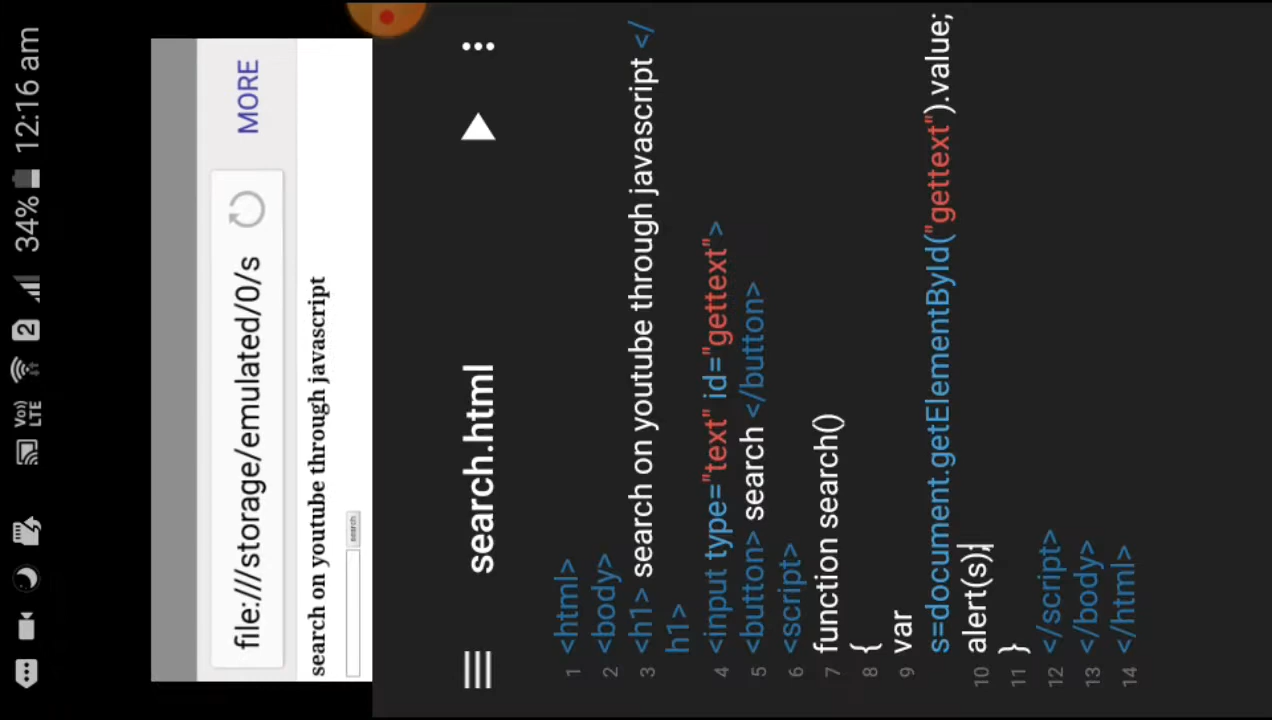 Vo))
LTE
2
34%
12:16 am
file:///storage/emulated/0/s
MORE
search on youtube through javascript
search
search.html
1 <html>
2 <body>
3 <h1> search on youtube through javascript </
h1>
4 <input type="text" id="gettext">
5 <button> search </button>
6 <script>
7 function search()
8 {
9 var
s=document.getElementById("gettext").value;
10 alert(s);
11 }
12 </script>
13 </body>
14 </html>